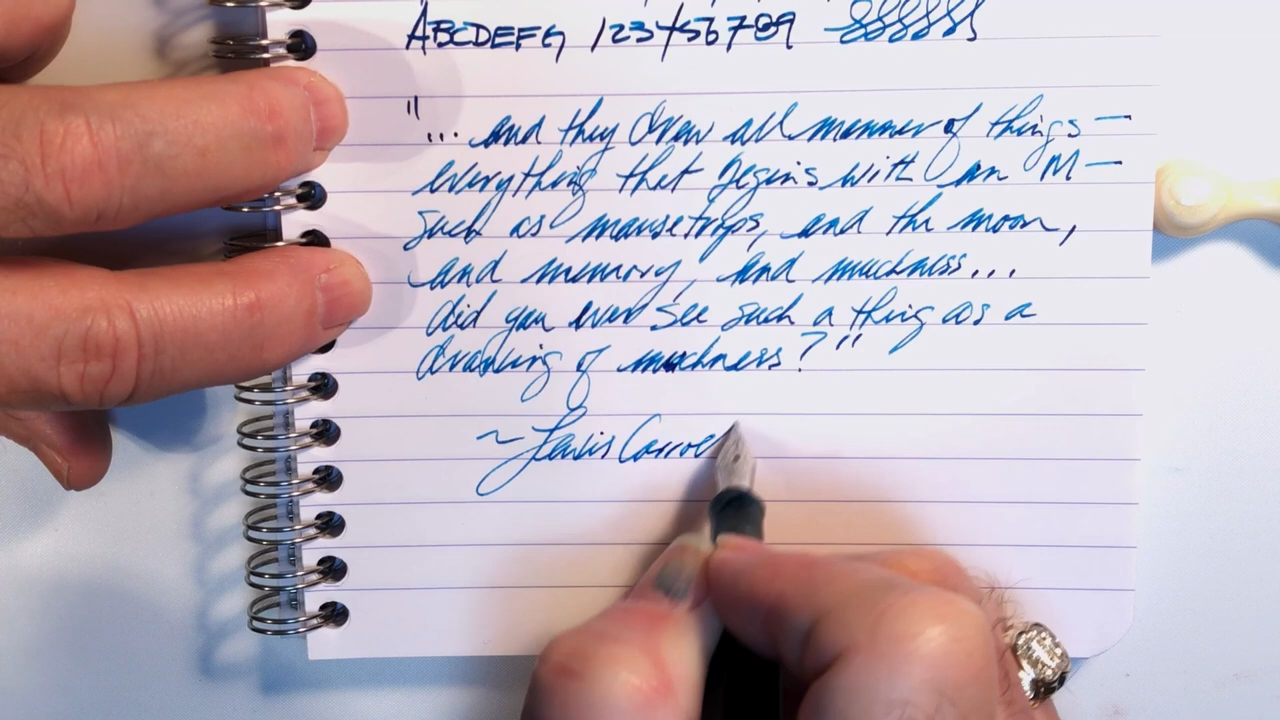 ABCDEFG 123456789
"... and they drew all manner of things —
everything that begins with an M —
such as mousetraps, and the moon,
and memory, and muchness...
did you ever see such a thing as a
drawing of muchness?"
~ Lewis Carro